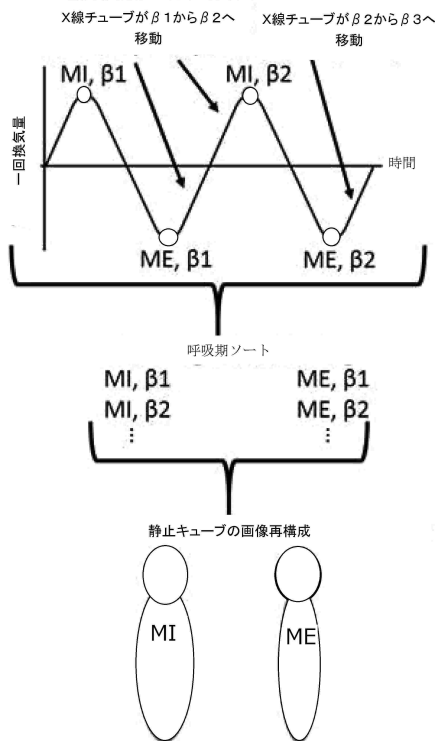 X線チューブがβ1からβ2へ
移動
X線チューブがβ2からβ3へ
移動
MI, β1
MI, β2
一回換気量
時間
ME, β1
ME, β2
呼吸期ソート
MI, β1
ME, β1
MI, β2
ME, β2
⋮
⋮
静止キューブの画像再構成
MI
ME